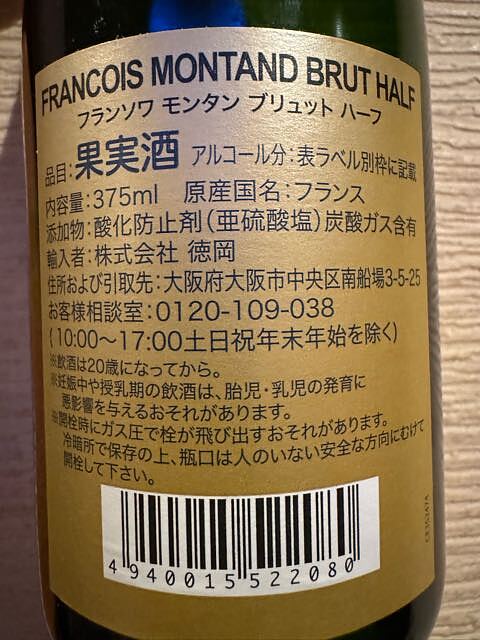 FRANCOIS MONTAND BRUT HALF
フランソワ モンタン ブリュット ハーフ
品目:果実酒 アルコール分:表ラベル別枠に記載
内容量:375ml 原産国名:フランス
添加物:酸化防止剤(亜硫酸塩)炭酸ガス含有
輸入者:株式会社 徳岡
住所および引取先:大阪府大阪市中央区南船場3-5-25
お客様相談室:0120-109-038
(10:00〜17:00土日祝年末年始を除く)
※飲酒は20歳になってから。
※妊娠中や授乳期の飲酒は、胎児・乳児の発育に
悪影響を与えるおそれがあります。
※開栓時にガス圧で栓が飛び出すおそれがあります。
冷暗所で保存の上、瓶口は人のいない安全な方向にむけて
開栓して下さい。
4940015522080